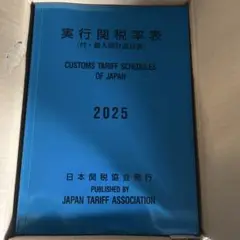 実行関税率表
(付・輸入統計品目表)
CUSTOMS TARIFF SCHEDULES
OF JAPAN
2025
日本関税協会発行
PUBLISHED BY
JAPAN TARIFF ASSOCIATION